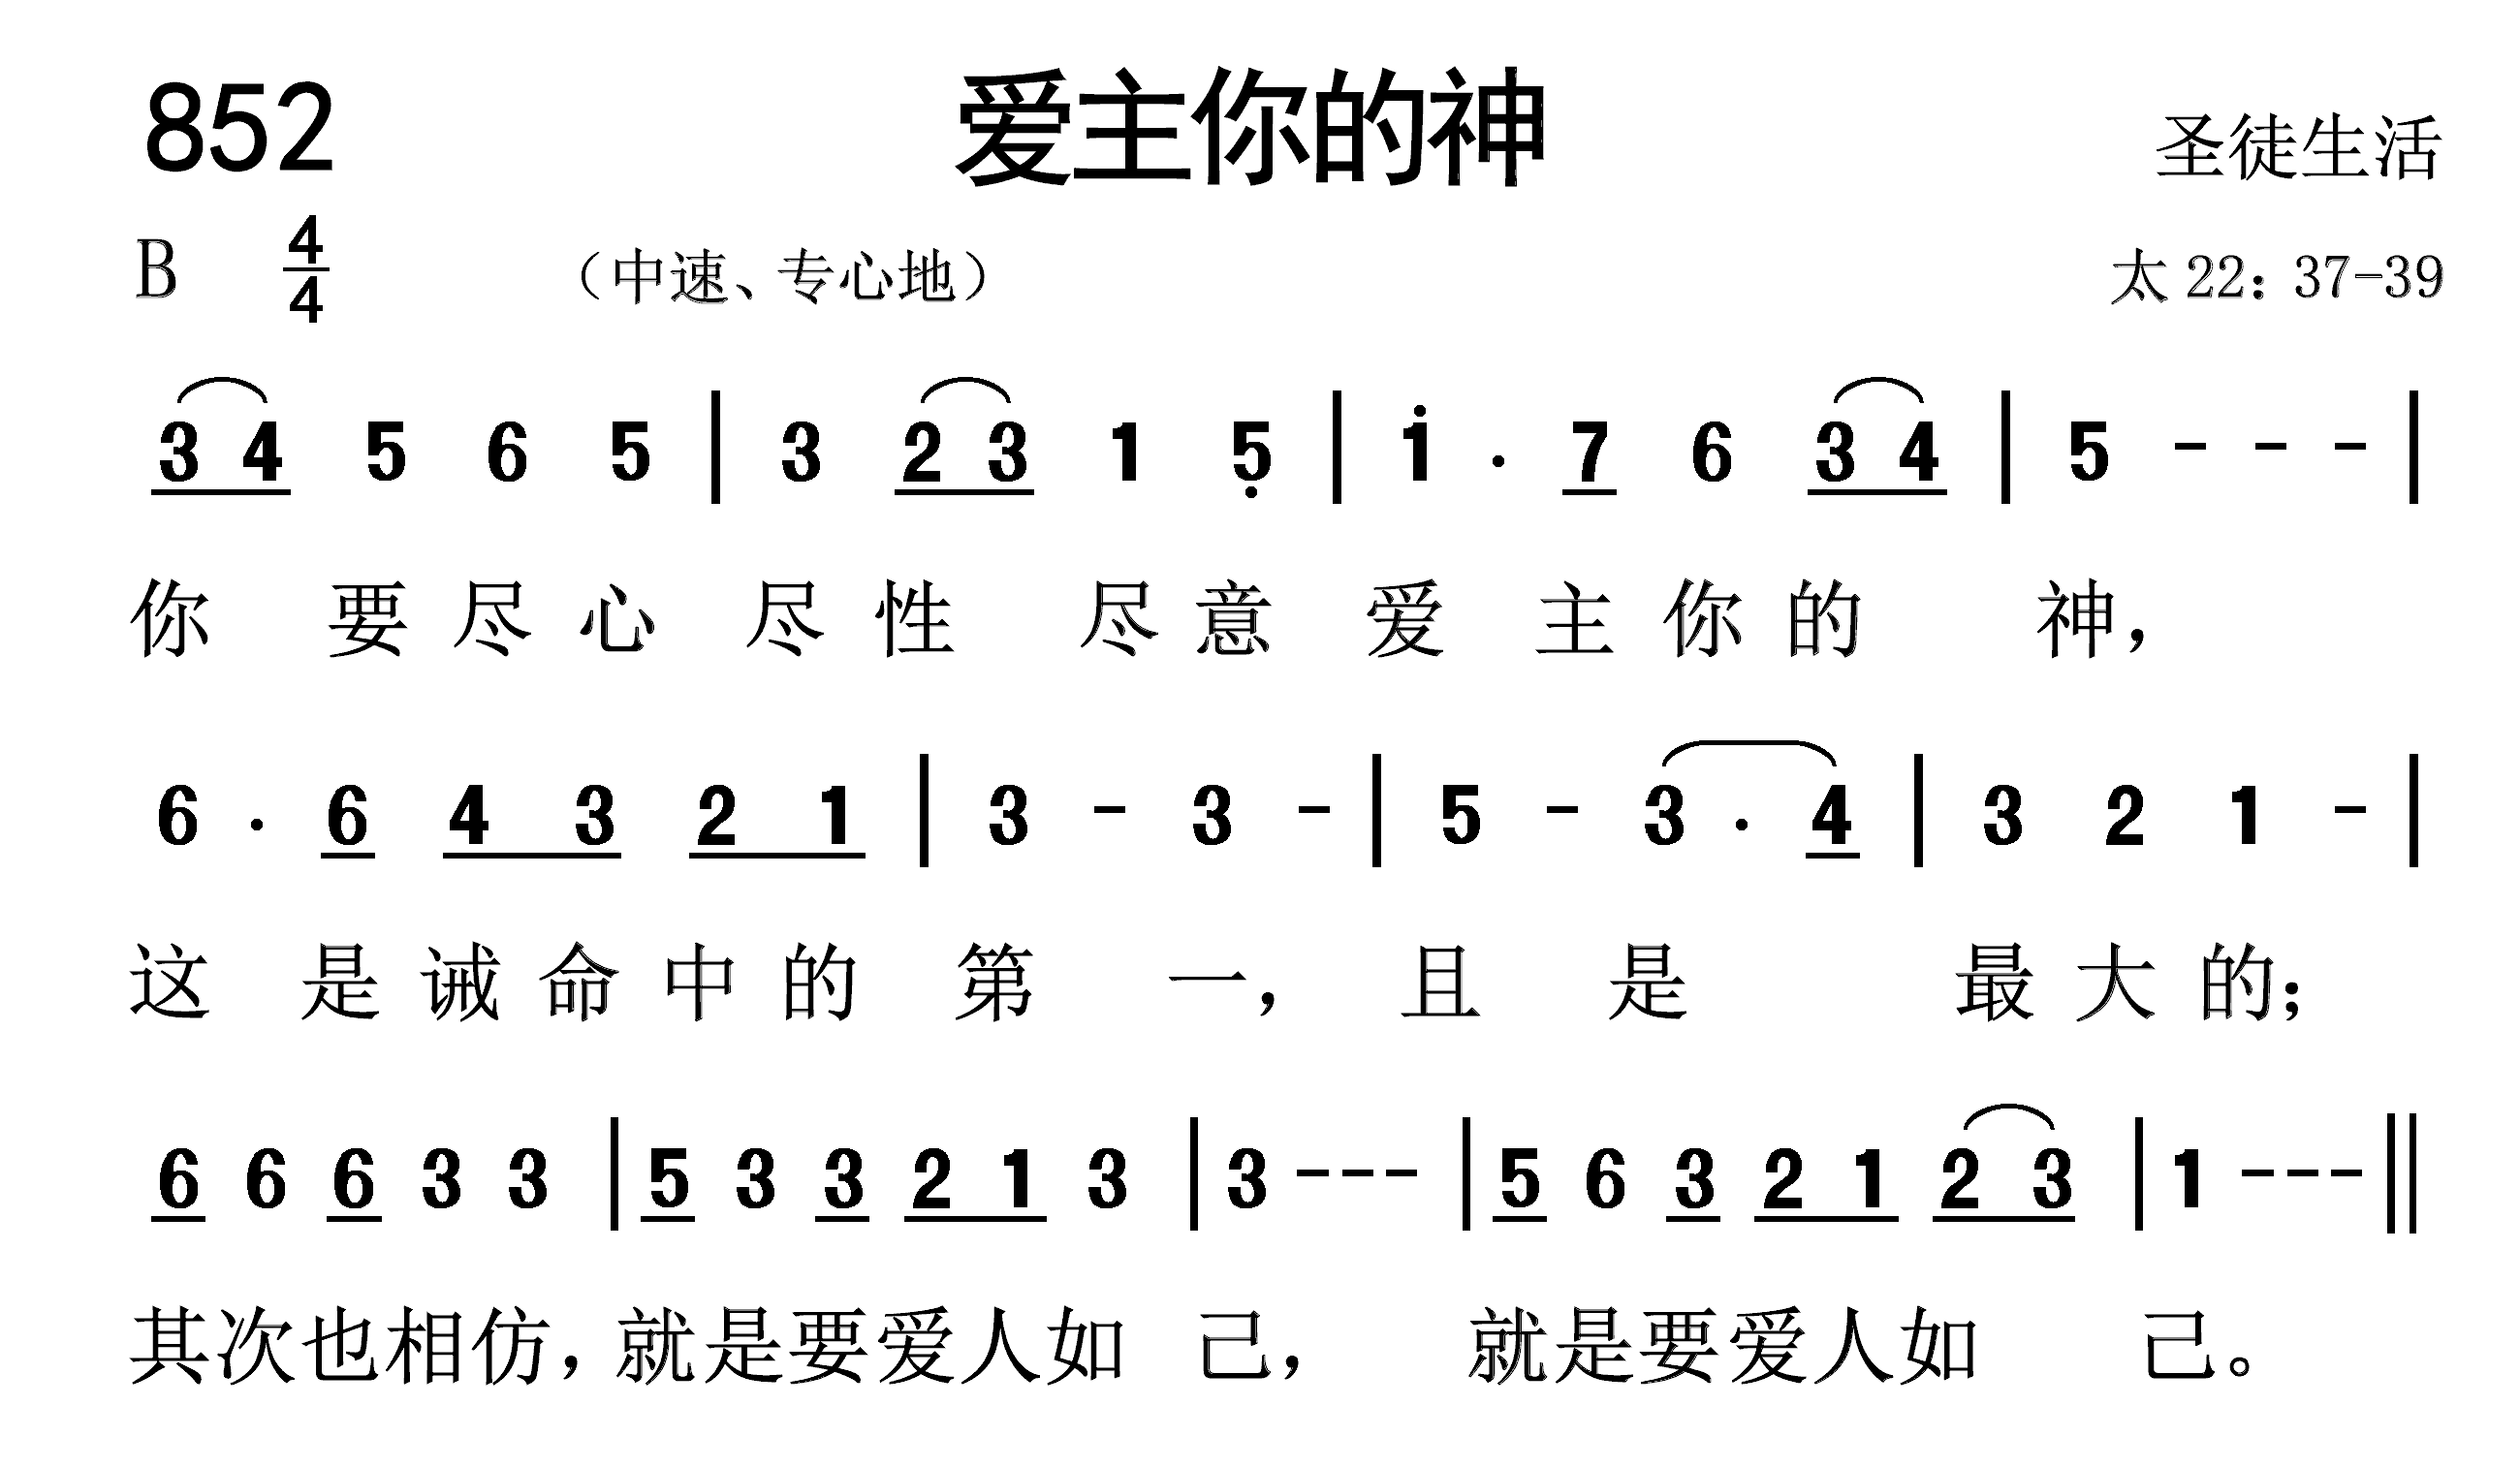 852 爱主你的神 圣徒生活
B 4/4 （中速、专心地） 太 22：37-39
3 4 5 6 5 | 3 2 3 1 5̣ | 1̇ · 7 6 3 4 | 5 - - - |
你 要 尽 心 尽 性 尽 意 爱 主 你 的 神，
6 · 6 4 3 2 1 | 3 - 3 - | 5 - 3 · 4 | 3 2 1 - |
这 是 诫 命 中 的 第 一， 且 是 最 大 的；
6 6 6 3 3 | 5 3 3 2 1 3 | 3 - - - | 5 6 3 2 1 2 3 | 1 - - - ||
其次也相仿，就是要爱人如 己， 就是要爱人如 己。